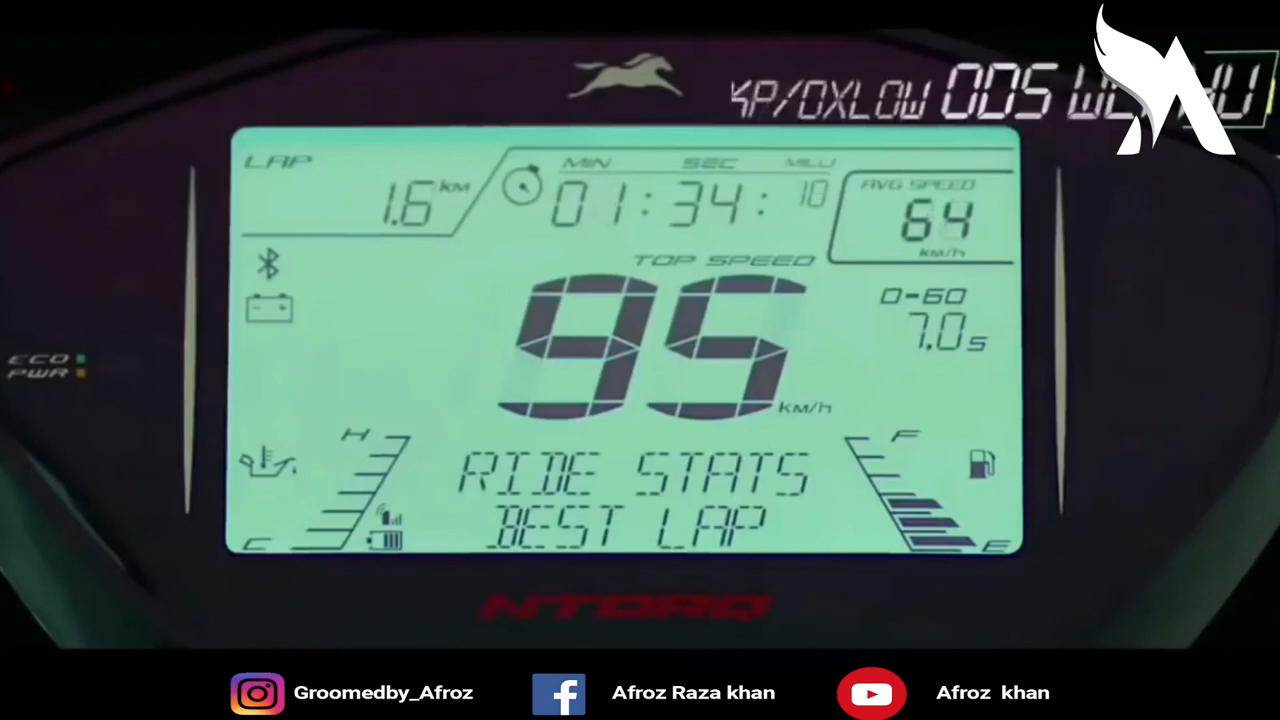 LAP
1.6 KM
MIN SEC MILLI
01:34:18
AVG SPEED
64
KM/H
TOP SPEED
95
KM/H
0-60
7.0s
ECO
PWR
H
C
F
E
RIDE STATS
BEST LAP
NTORQ
Groomedby_Afroz
Afroz Raza khan
Afroz khan